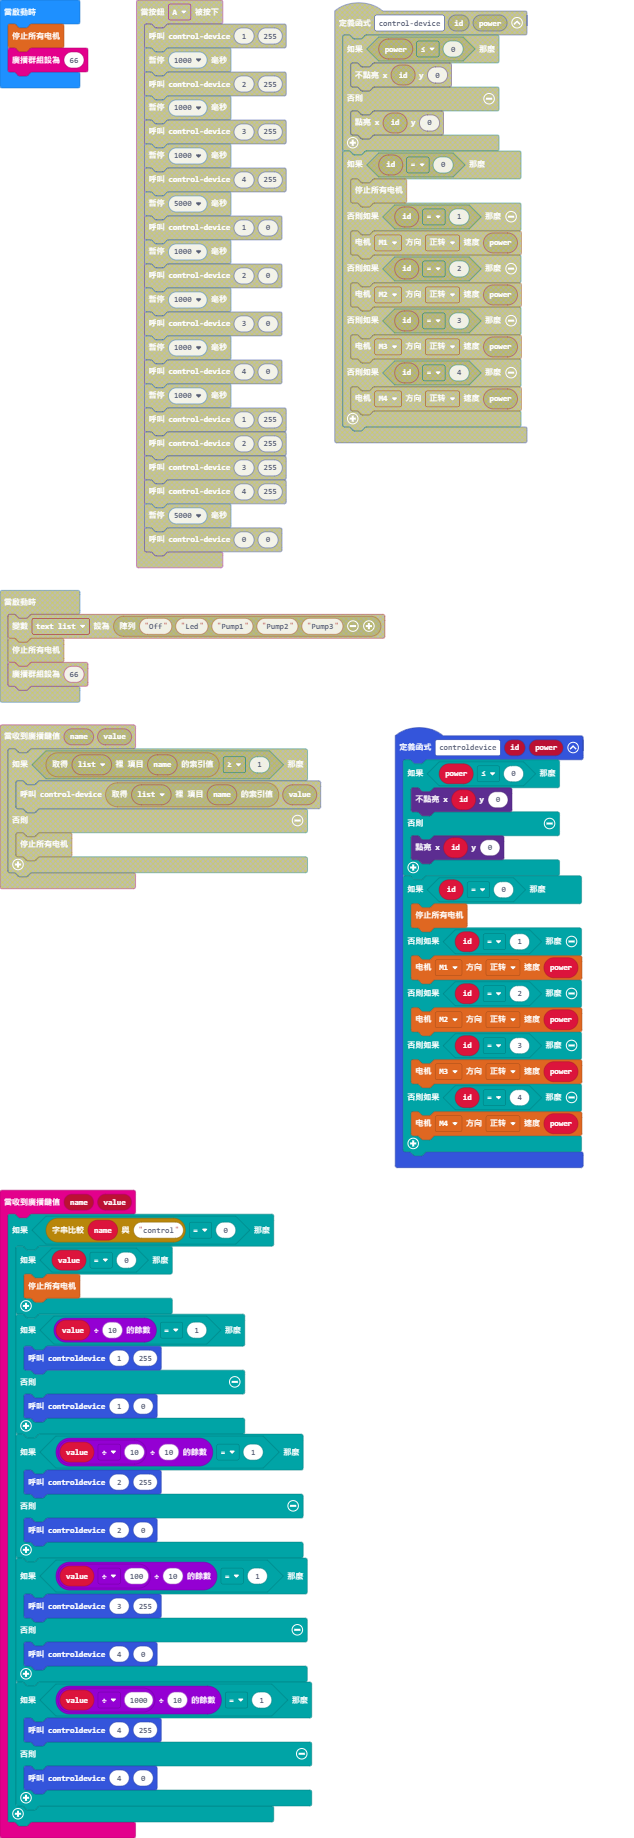 當啟動時
停止所有电机
廣播群組設為 66
當按鈕 A 被按下
呼叫 control-device 1 255
暫停 1000 毫秒
呼叫 control-device 2 255
暫停 1000 毫秒
呼叫 control-device 3 255
暫停 1000 毫秒
呼叫 control-device 4 255
暫停 5000 毫秒
呼叫 control-device 1 0
暫停 1000 毫秒
呼叫 control-device 2 0
暫停 1000 毫秒
呼叫 control-device 3 0
暫停 1000 毫秒
呼叫 control-device 4 0
暫停 1000 毫秒
呼叫 control-device 1 255
呼叫 control-device 2 255
呼叫 control-device 3 255
呼叫 control-device 4 255
暫停 5000 毫秒
呼叫 control-device 0 0
定義函式 control-device id power
如果 power ≤ 0 那麼
不點亮 x id y 0
否則
點亮 x id y 0
如果 id = 0 那麼
停止所有电机
否則如果 id = 1 那麼
电机 M1 方向 正转 速度 power
否則如果 id = 2 那麼
电机 M2 方向 正转 速度 power
否則如果 id = 3 那麼
电机 M3 方向 正转 速度 power
否則如果 id = 4 那麼
电机 M4 方向 正转 速度 power
當啟動時
變數 text list 設為 陣列 "Off" "Led" "Pump1" "Pump2" "Pump3"
停止所有电机
廣播群組設為 66
當收到廣播鍵值 name value
如果 取得 list 裡 項目 name 的索引值 ≥ 1 那麼
呼叫 control-device 取得 list 裡 項目 name 的索引值 value
否則
停止所有电机
定義函式 controldevice id power
如果 power ≤ 0 那麼
不點亮 x id y 0
否則
點亮 x id y 0
如果 id = 0 那麼
停止所有电机
否則如果 id = 1 那麼
电机 M1 方向 正转 速度 power
否則如果 id = 2 那麼
电机 M2 方向 正转 速度 power
否則如果 id = 3 那麼
电机 M3 方向 正转 速度 power
否則如果 id = 4 那麼
电机 M4 方向 正转 速度 power
當收到廣播鍵值 name value
如果 字串比較 name 與 "control" = 0 那麼
如果 value = 0 那麼
停止所有电机
如果 value ÷ 10 的餘數 = 1 那麼
呼叫 controldevice 1 255
否則
呼叫 controldevice 1 0
如果 value ÷ 10 ÷ 10 的餘數 = 1 那麼
呼叫 controldevice 2 255
否則
呼叫 controldevice 2 0
如果 value ÷ 100 ÷ 10 的餘數 = 1 那麼
呼叫 controldevice 3 255
否則
呼叫 controldevice 4 0
如果 value ÷ 1000 ÷ 10 的餘數 = 1 那麼
呼叫 controldevice 4 255
否則
呼叫 controldevice 4 0